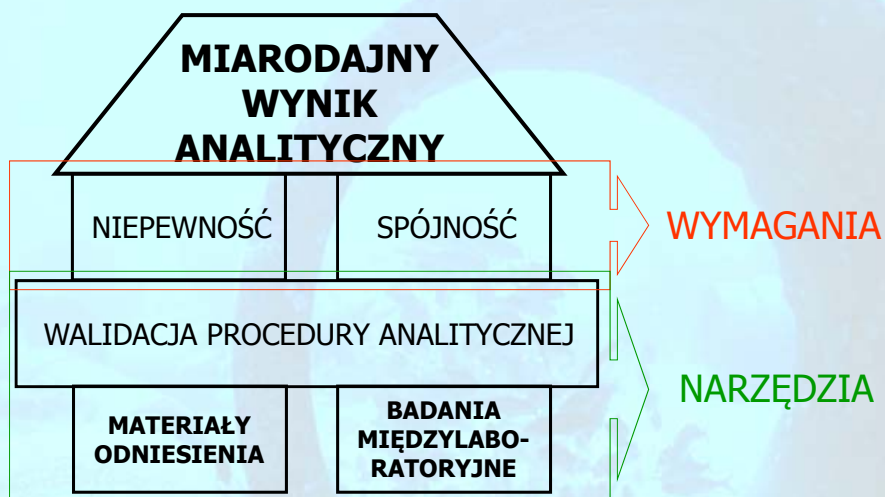 MIARODAJNY
WYNIK
ANALITYCZNY
NIEPEWNOŚĆ
SPÓJNOŚĆ
WYMAGANIA
WALIDACJA PROCEDURY ANALITYCZNEJ
NARZĘDZIA
MATERIAŁY
ODNIESIENIA
BADANIA
MIĘDZYLABO-
RATORYJNE